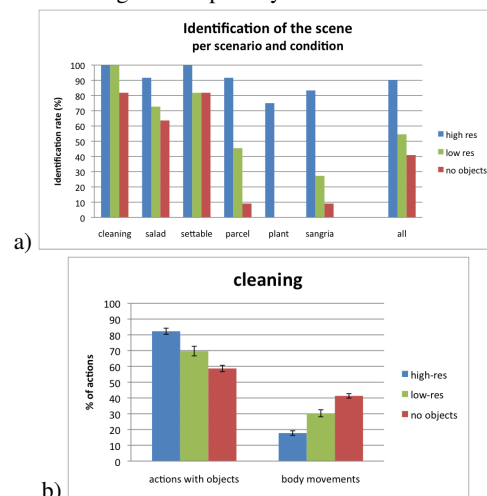 Identification of the scene
per scenario and condition
Identification rate (%)
100
90
80
70
60
50
40
30
20
10
0
cleaning salad settable parcel plant sangria all
high res
low res
no objects
a)
cleaning
% of actions
100
90
80
70
60
50
40
30
20
10
0
actions with objects body movements
high-res
low-res
no objects
b)